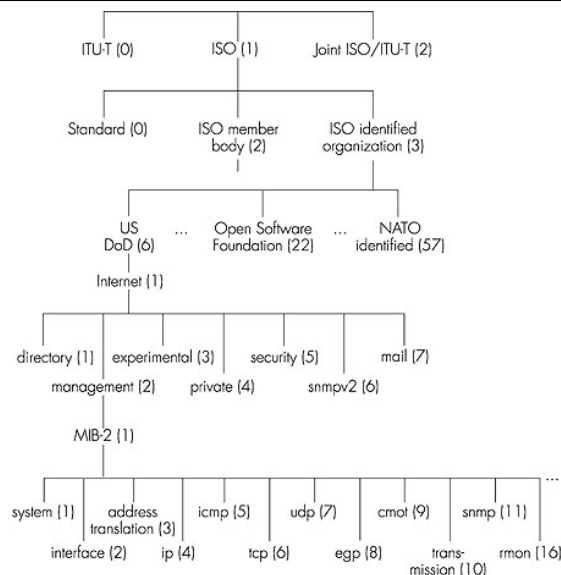 ITU-T (0) ISO (1) Joint ISO/ITU-T (2)
Standard (0) ISO member ISO identified
body (2) organization (3)
US ... Open Software ... NATO
DoD (6) Foundation (22) identified (57)
Internet (1)
directory (1) experimental (3) security (5) mail (7)
management (2) private (4) snmpv2 (6)
MIB-2 (1)
...
system (1) address icmp (5) udp (7) cmot (9) snmp (11)
translation (3)
interface (2) ip (4) tcp (6) egp (8) trans- rmon (16)
mission (10)